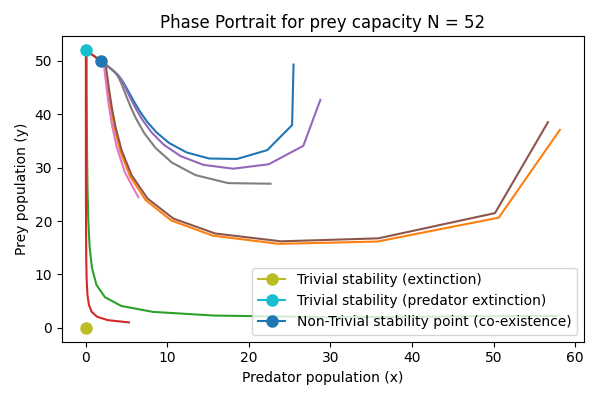 Phase Portrait for prey capacity N = 52
Prey population (y)
50
40
30
20
10
0
Trivial stability (extinction)
Trivial stability (predator extinction)
Non-Trivial stability point (co-existence)
0 10 20 30 40 50 60
Predator population (x)